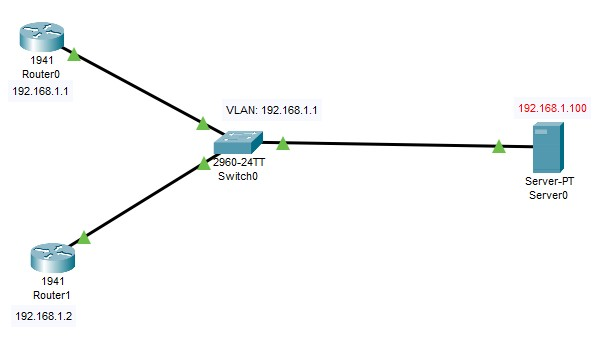 1941
Router0
192.168.1.1
VLAN: 192.168.1.1
192.168.1.100
2960-24TT
Switch0
Server-PT
Server0
1941
Router1
192.168.1.2